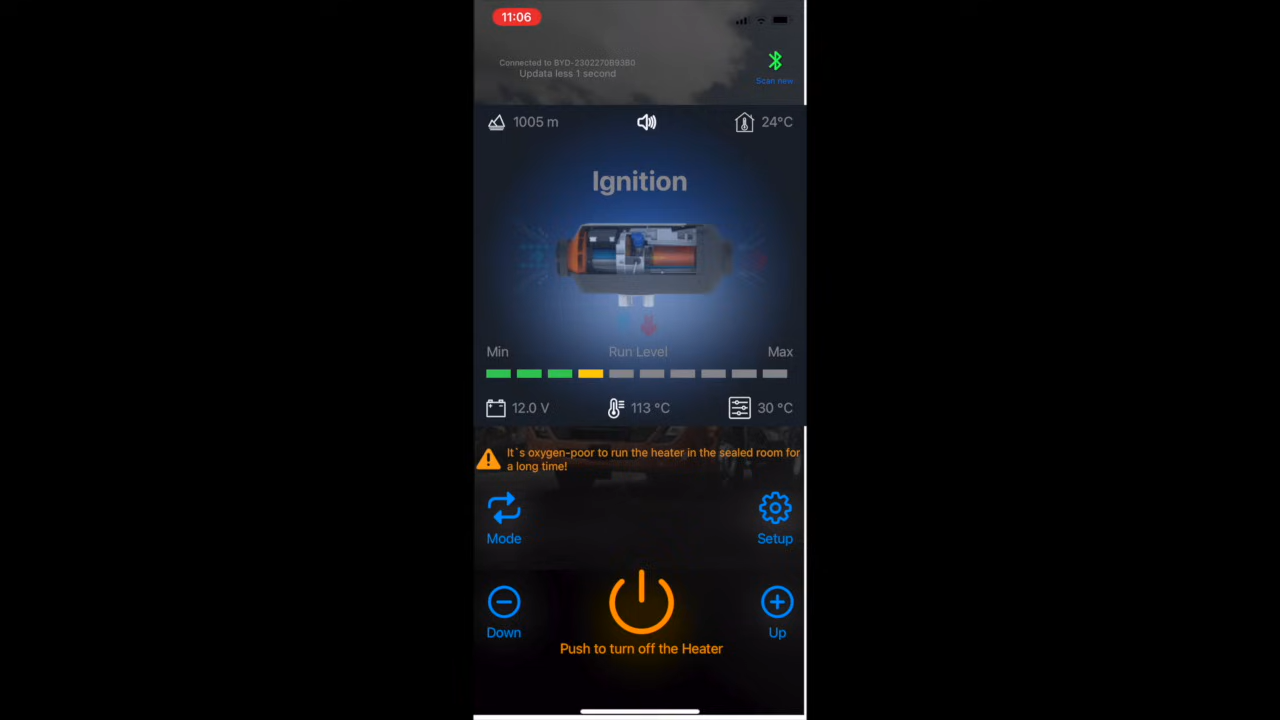 11:06
Connected to BYD-2302270B93B0
Updata less 1 second
Scan new
1005 m
24°C
Ignition
Min Run Level Max
12.0 V 113 °C 30 °C
It`s oxygen-poor to run the heater in the sealed room for
a long time!
Mode Setup
Down Up
Push to turn off the Heater